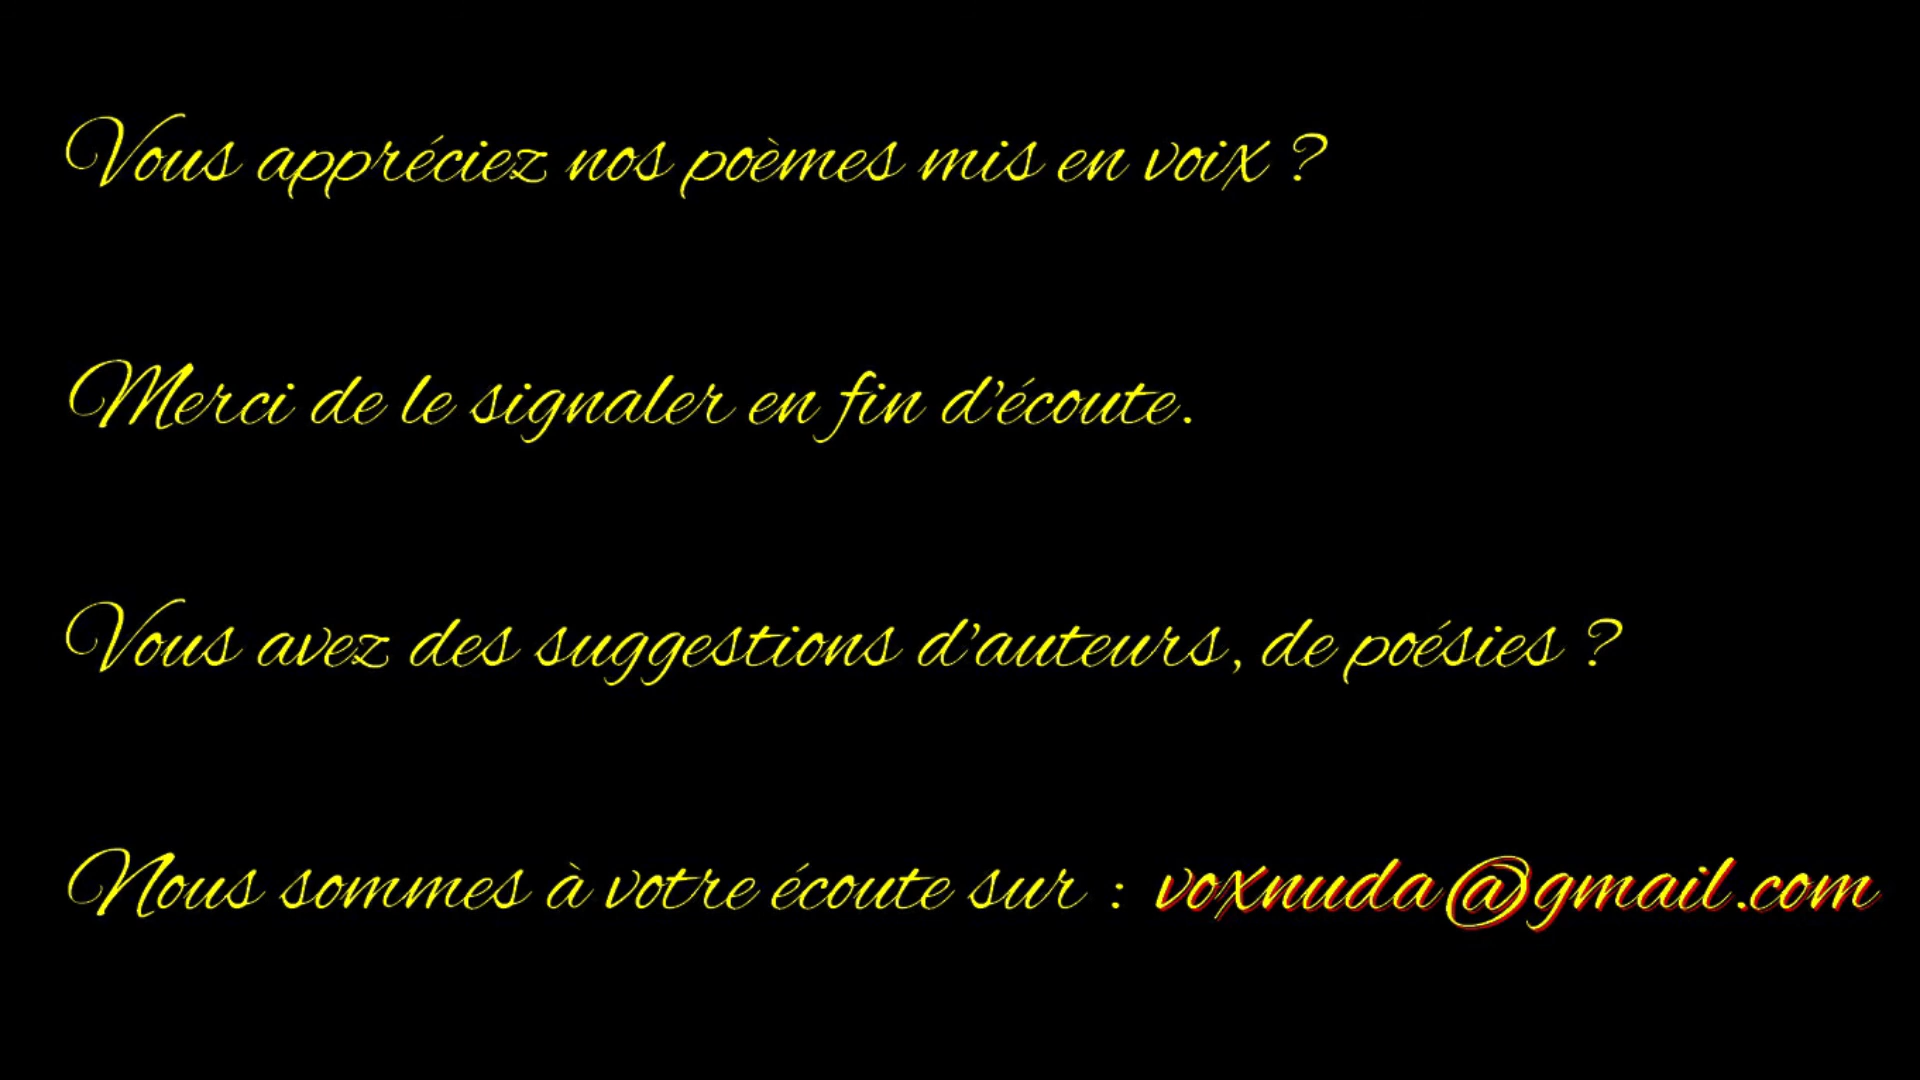 Vous appréciez nos poèmes mis en voix ?
Merci de le signaler en fin d'écoute.
Vous avez des suggestions d'auteurs, de poésies ?
Nous sommes à votre écoute sur : voxnuda@gmail.com